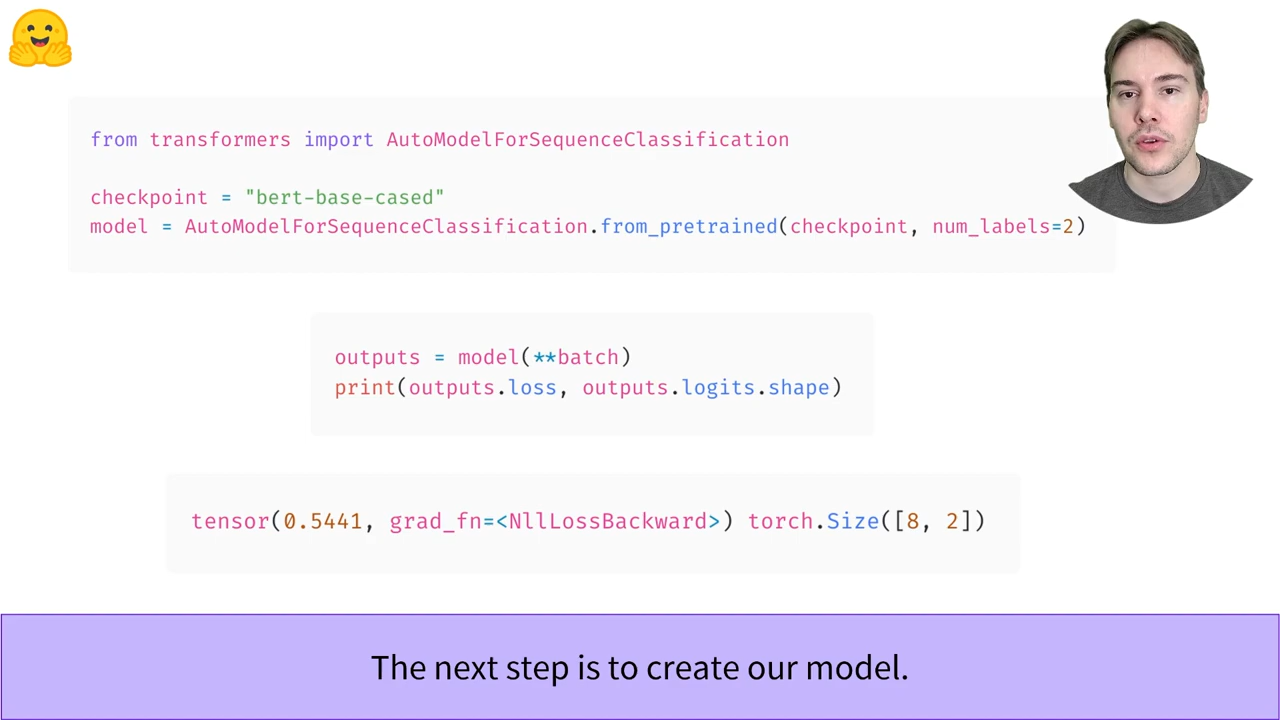 from transformers import AutoModelForSequenceClassification
checkpoint = "bert-base-cased"
model = AutoModelForSequenceClassification.from_pretrained(checkpoint, num_labels=2)
outputs = model(**batch)
print(outputs.loss, outputs.logits.shape)
tensor(0.5441, grad_fn=<NllLossBackward>) torch.Size([8, 2])
The next step is to create our model.